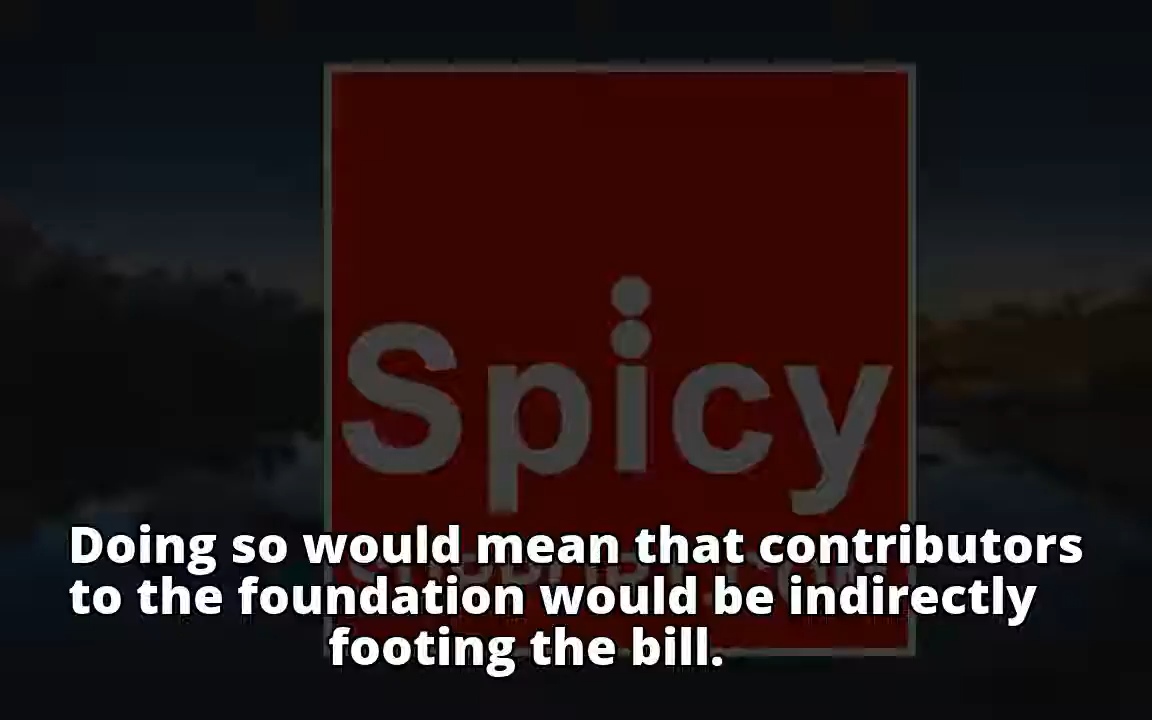 Spicy
Doing so would mean that contributors
to the foundation would be indirectly
footing the bill.